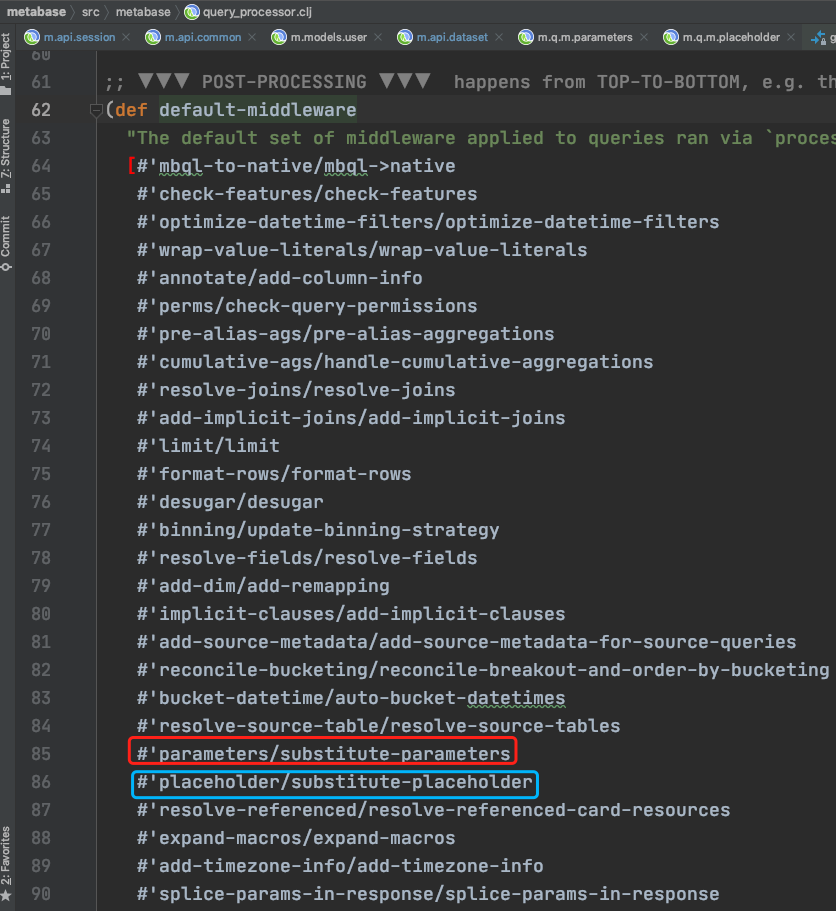 metabase › src › metabase › query_processor.clj
m.api.session × m.api.common × m.models.user × m.api.dataset × m.q.m.parameters × m.q.m.placeholder ×
1: Project
7: Structure
Commit
2: Favorites
60
61 ;; ▼▼▼ POST-PROCESSING ▼▼▼ happens from TOP-TO-BOTTOM, e.g.
62 (def default-middleware
63 "The default set of middleware applied to queries ran via
64 [#'mbql-to-native/mbql->native
65 #'check-features/check-features
66 #'optimize-datetime-filters/optimize-datetime-filters
67 #'wrap-value-literals/wrap-value-literals
68 #'annotate/add-column-info
69 #'perms/check-query-permissions
70 #'pre-alias-ags/pre-alias-aggregations
71 #'cumulative-ags/handle-cumulative-aggregations
72 #'resolve-joins/resolve-joins
73 #'add-implicit-joins/add-implicit-joins
74 #'limit/limit
75 #'format-rows/format-rows
76 #'desugar/desugar
77 #'binning/update-binning-strategy
78 #'resolve-fields/resolve-fields
79 #'add-dim/add-remapping
80 #'implicit-clauses/add-implicit-clauses
81 #'add-source-metadata/add-source-metadata-for-source-queries
82 #'reconcile-bucketing/reconcile-breakout-and-order-by-bucketing
83 #'bucket-datetime/auto-bucket-datetimes
84 #'resolve-source-table/resolve-source-tables
85 #'parameters/substitute-parameters
86 #'placeholder/substitute-placeholder
87 #'resolve-referenced/resolve-referenced-card-resources
88 #'expand-macros/expand-macros
89 #'add-timezone-info/add-timezone-info
90 #'splice-params-in-response/splice-params-in-response